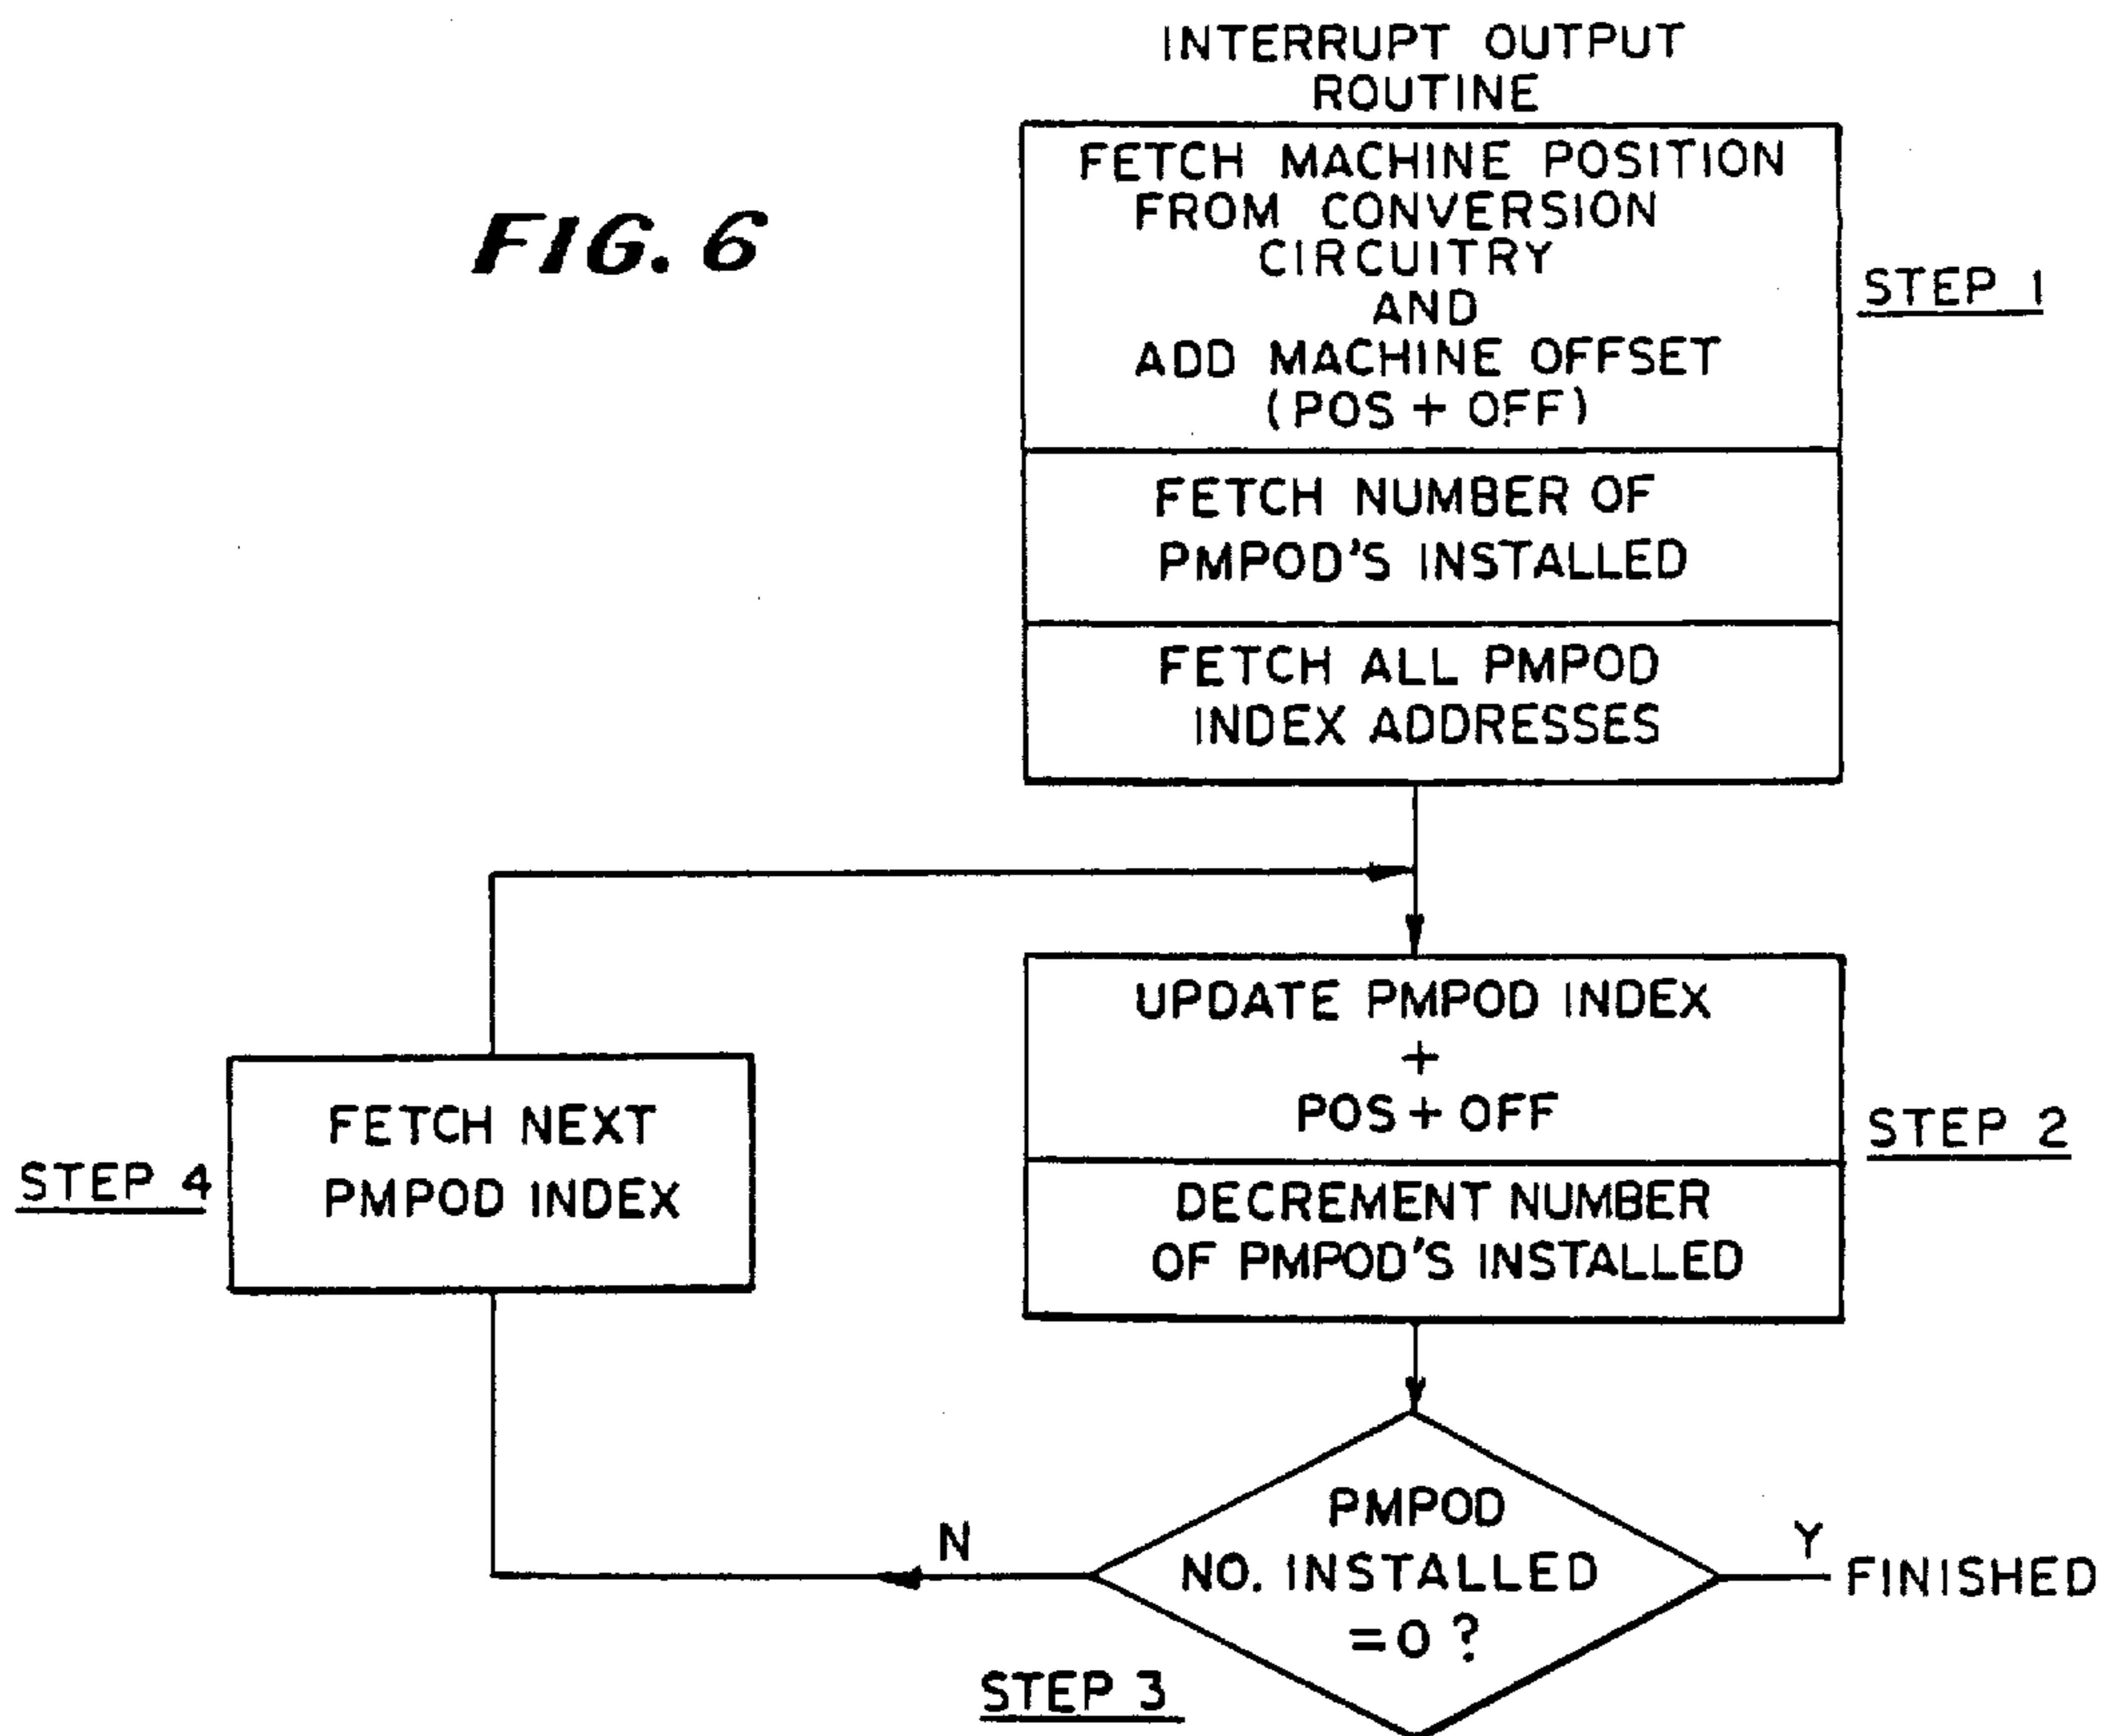 INTERRUPT OUTPUT
ROUTINE
FIG. 6
FETCH MACHINE POSITION
FROM CONVERSION
CIRCUITRY
AND
ADD MACHINE OFFSET
(POS + OFF)
STEP 1
FETCH NUMBER OF
PMPOD'S INSTALLED
FETCH ALL PMPOD
INDEX ADDRESSES
UPDATE PMPOD INDEX
+
POS + OFF
STEP 2
DECREMENT NUMBER
OF PMPOD'S INSTALLED
FETCH NEXT
PMPOD INDEX
STEP 4
PMPOD
NO. INSTALLED
=0?
N
Y
FINISHED
STEP 3